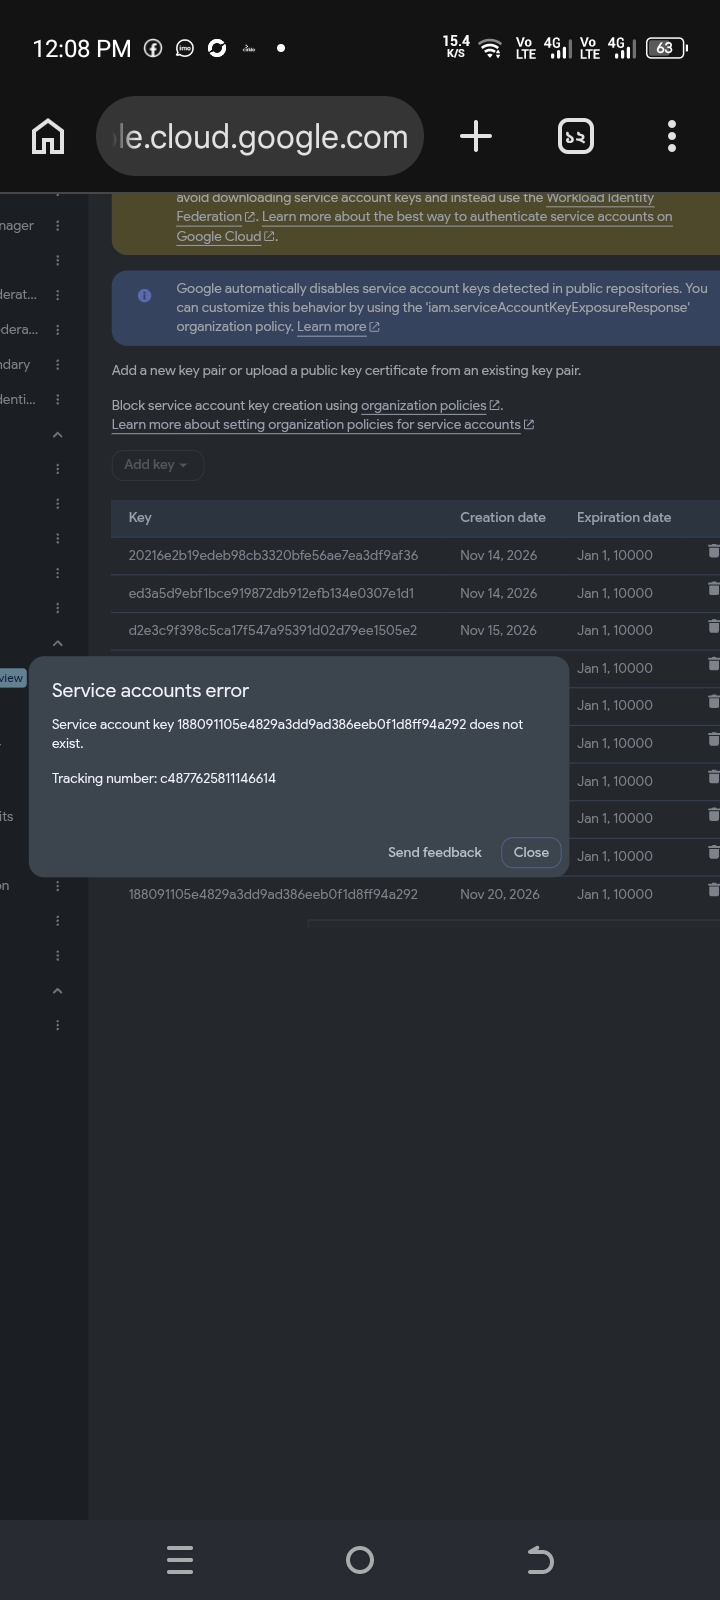 12:08 PM
15.4
K/S
Vo
LTE
4G
Vo
LTE
4G
63
le.cloud.google.com
১২
avoid downloading service account keys and instead use the Workload Identity
Federation. Learn more about the best way to authenticate service accounts on
Google Cloud.
nager
Google automatically disables service account keys detected in public repositories. You
can customize this behavior by using the 'iam.serviceAccountKeyExposureResponse'
organization policy. Learn more
derat...
dera...
ndary
denti...
Add a new key pair or upload a public key certificate from an existing key pair.
Block service account key creation using organization policies.
Learn more about setting organization policies for service accounts
Add key
Key Creation date Expiration date
20216e2b19edeb98cb3320bfe56ae7ea3df9af36 Nov 14, 2026 Jan 1, 10000
ed3a5d9ebf1bce919872db912efb134e0307e1d1 Nov 14, 2026 Jan 1, 10000
d2e3c9f398c5ca17f547a95391d02d79ee1505e2 Nov 15, 2026 Jan 1, 10000
Jan 1, 10000
view
Service accounts error
Jan 1, 10000
Service account key 188091105e4829a3dd9ad386eeb0f1d8ff94a292 does not
exist.
Jan 1, 10000
Tracking number: c4877625811146614
Jan 1, 10000
its
Jan 1, 10000
Send feedback Close
Jan 1, 10000
on
188091105e4829a3dd9ad386eeb0f1d8ff94a292 Nov 20, 2026 Jan 1, 10000